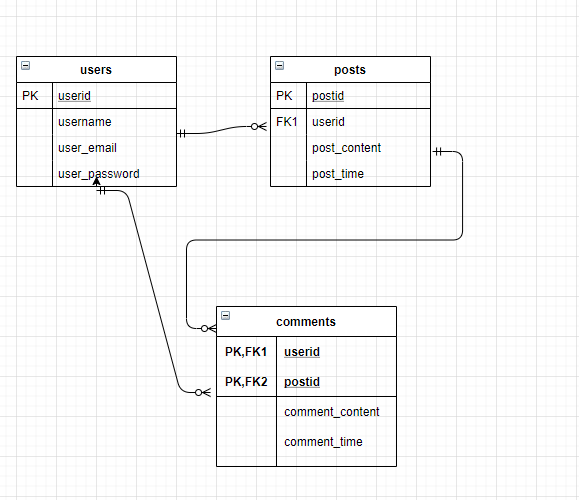 users
PK userid
username
user_email
user_password
posts
PK postid
FK1 userid
post_content
post_time
comments
PK,FK1 userid
PK,FK2 postid
comment_content
comment_time